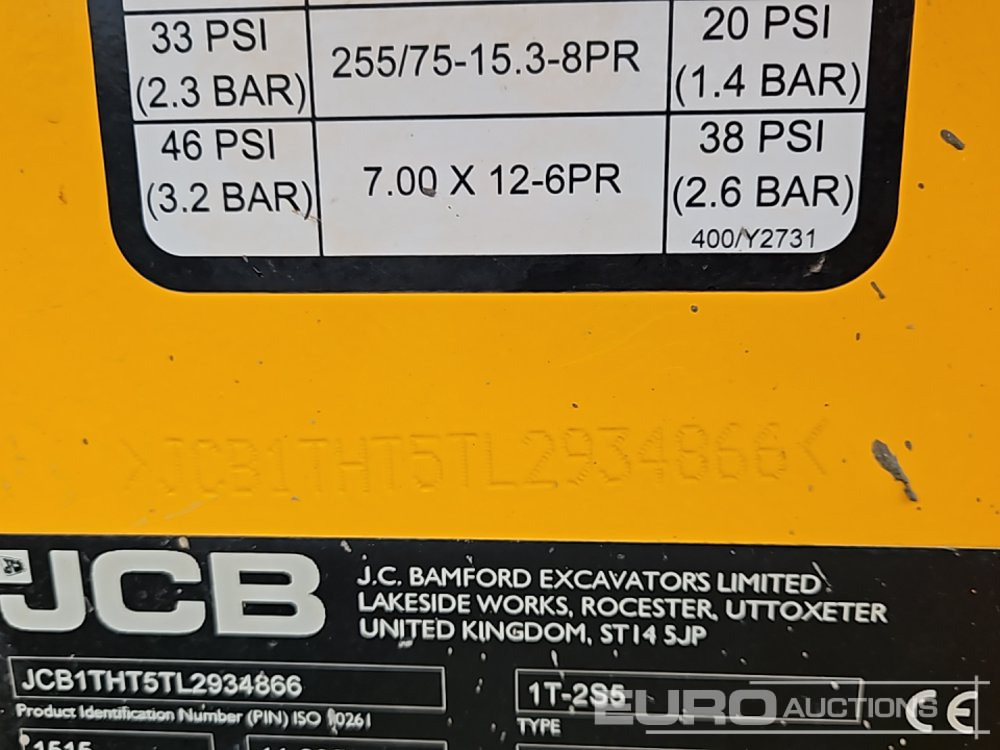 33 PSI
(2.3 BAR)
255/75-15.3-8PR
20 PSI
(1.4 BAR)
46 PSI
(3.2 BAR)
7.00 X 12-6PR
38 PSI
(2.6 BAR)
400/Y2731
>JCB1THT5TL2934866<
JCB
J.C. BAMFORD EXCAVATORS LIMITED
LAKESIDE WORKS, ROCESTER, UTTOXETER
UNITED KINGDOM, ST14 5JP
JCB1THT5TL2934866
Product Identification Number (PIN) ISO 10261
1T-2S5
TYPE
CE
1515
EURO AUCTIONS